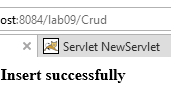 ost:8084/lab09/Crud
Servlet NewServlet
Insert successfully